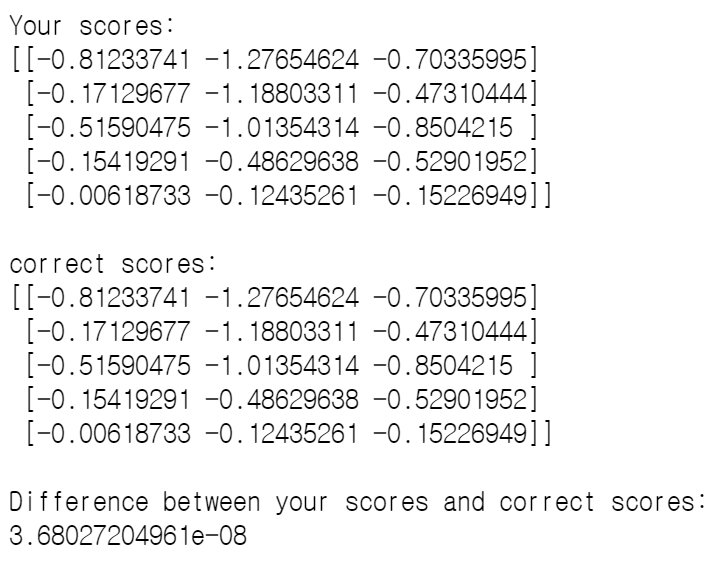 Your scores:
[[-0.81233741 -1.27654624 -0.70335995]
 [-0.17129677 -1.18803311 -0.47310444]
 [-0.51590475 -1.01354314 -0.8504215 ]
 [-0.15419291 -0.48629638 -0.52901952]
 [-0.00618733 -0.12435261 -0.15226949]]

correct scores:
[[-0.81233741 -1.27654624 -0.70335995]
 [-0.17129677 -1.18803311 -0.47310444]
 [-0.51590475 -1.01354314 -0.8504215 ]
 [-0.15419291 -0.48629638 -0.52901952]
 [-0.00618733 -0.12435261 -0.15226949]]

Difference between your scores and correct scores:
3.68027204961e-08